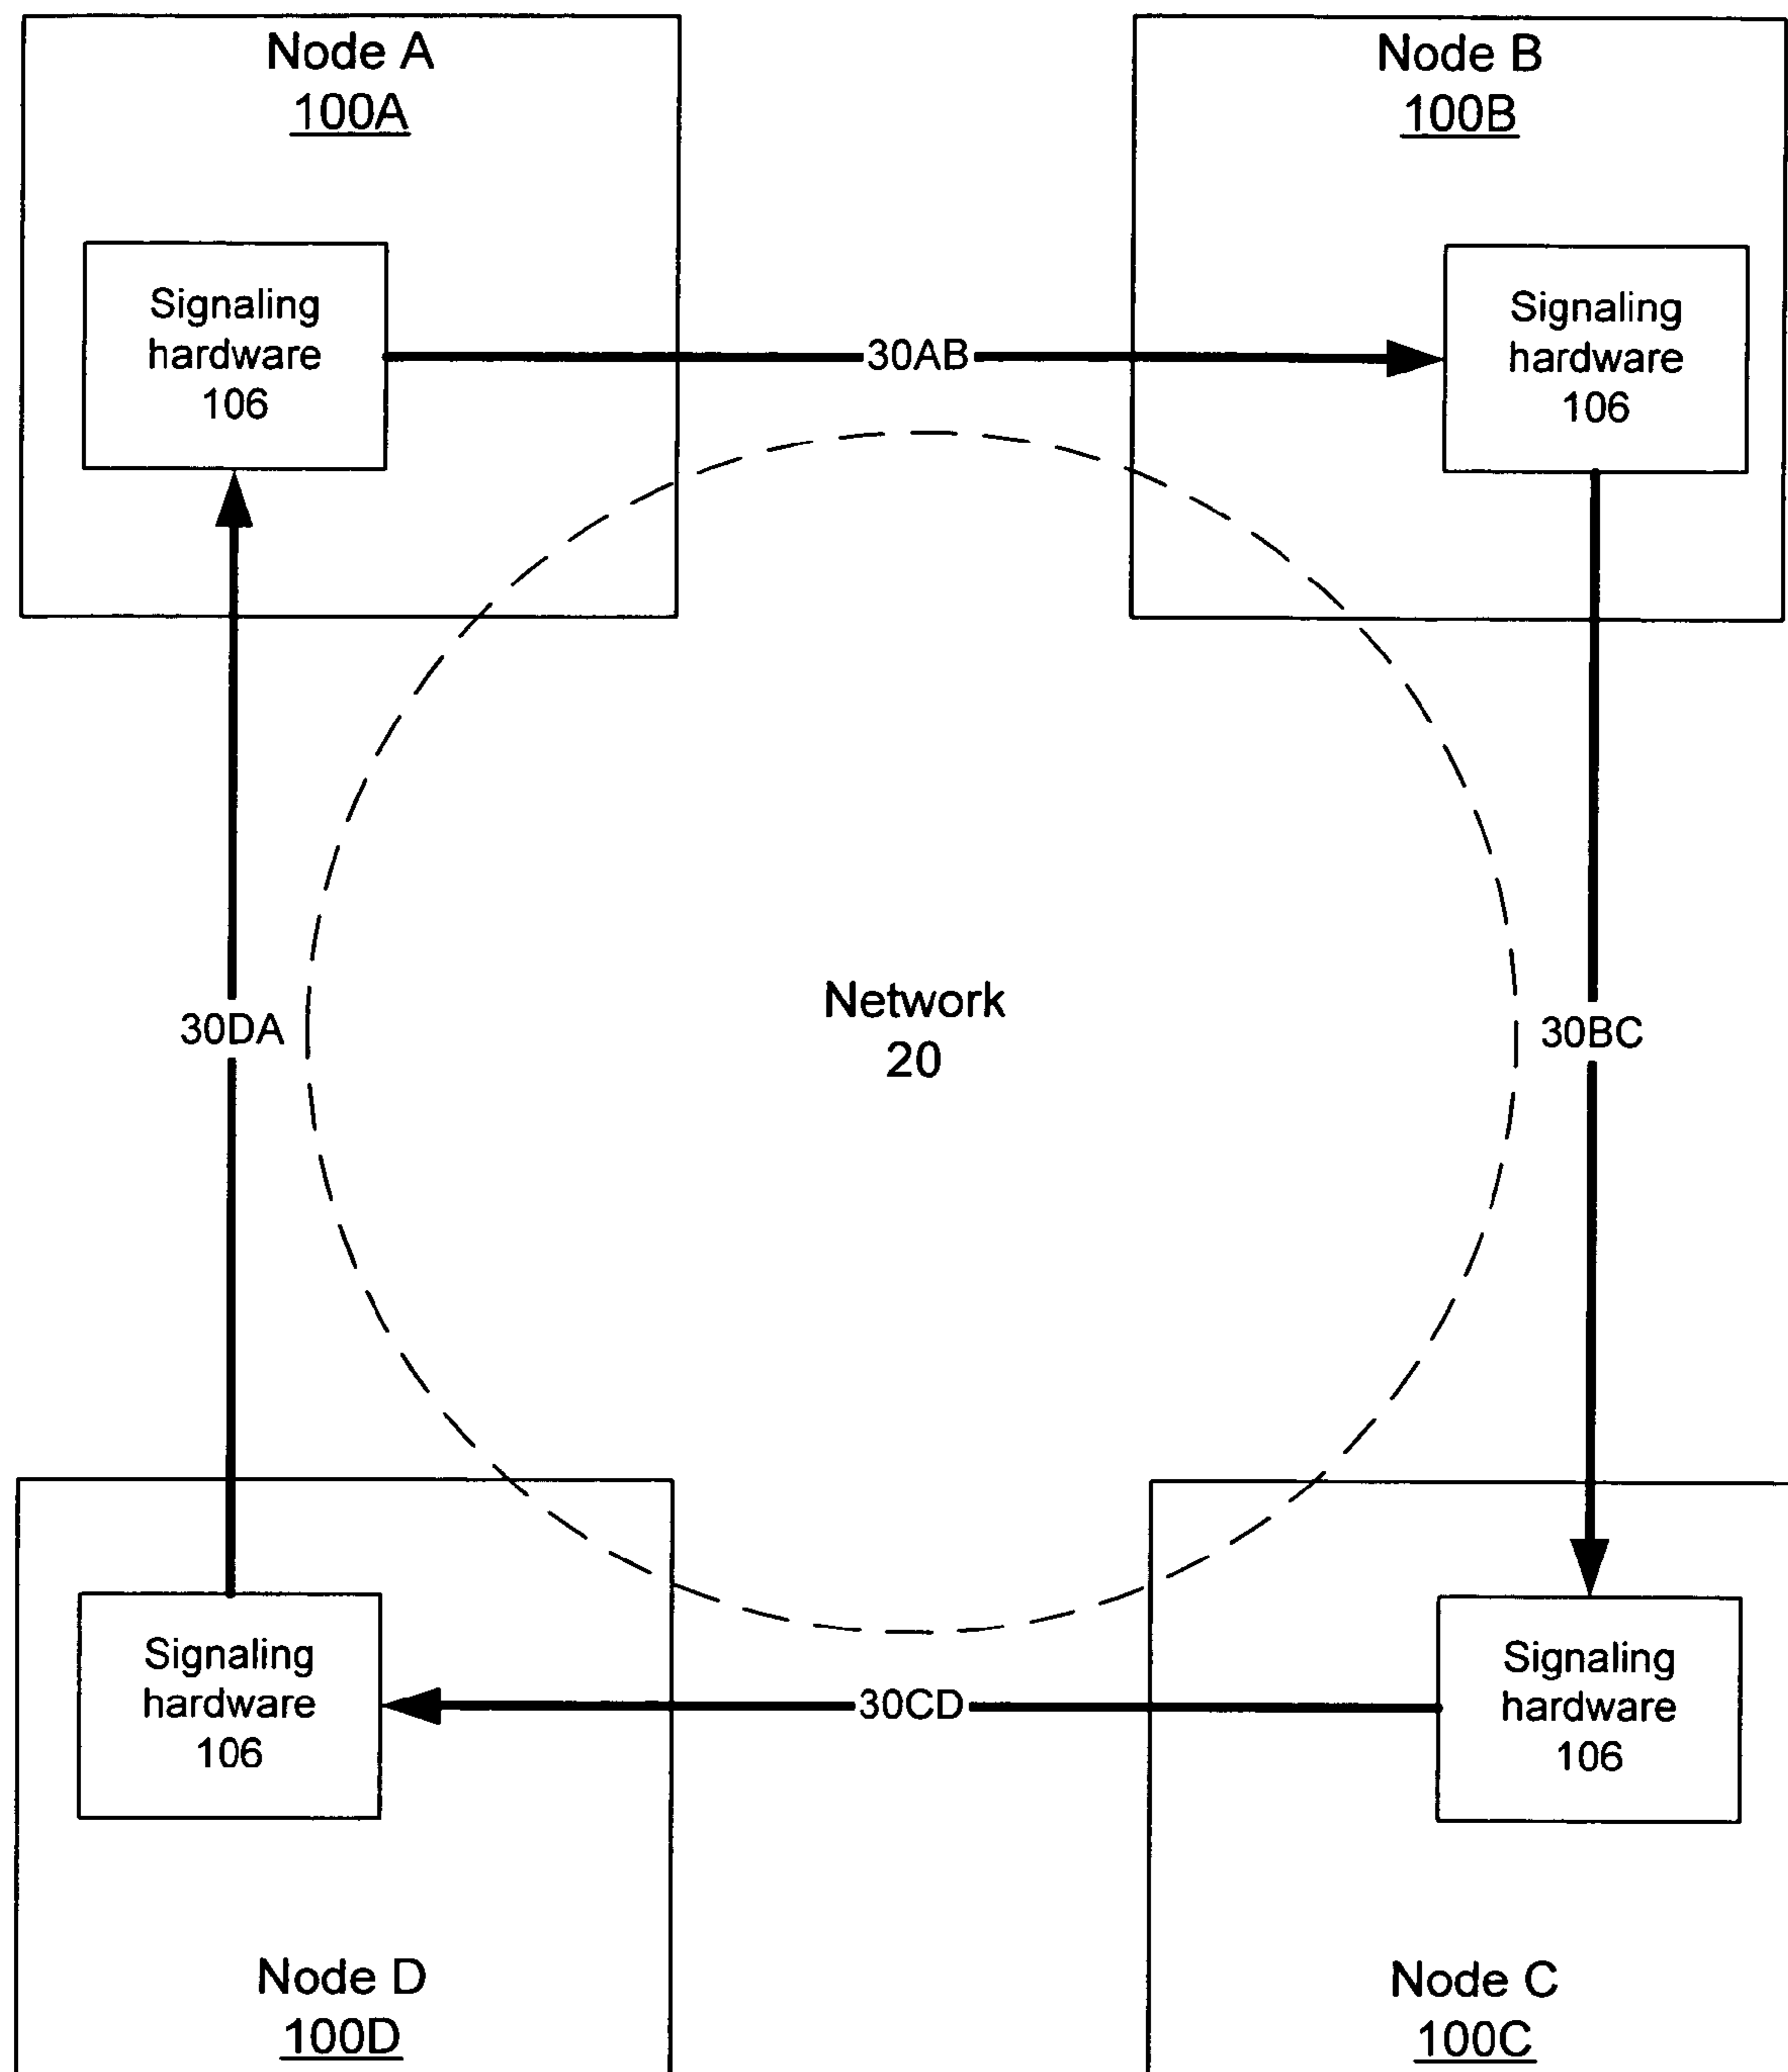 Node A
100A
Node B
100B
Signaling
hardware
106
30AB
Signaling
hardware
106
30DA
Network
20
30BC
Signaling
hardware
106
30CD
Signaling
hardware
106
Node D
100D
Node C
100C